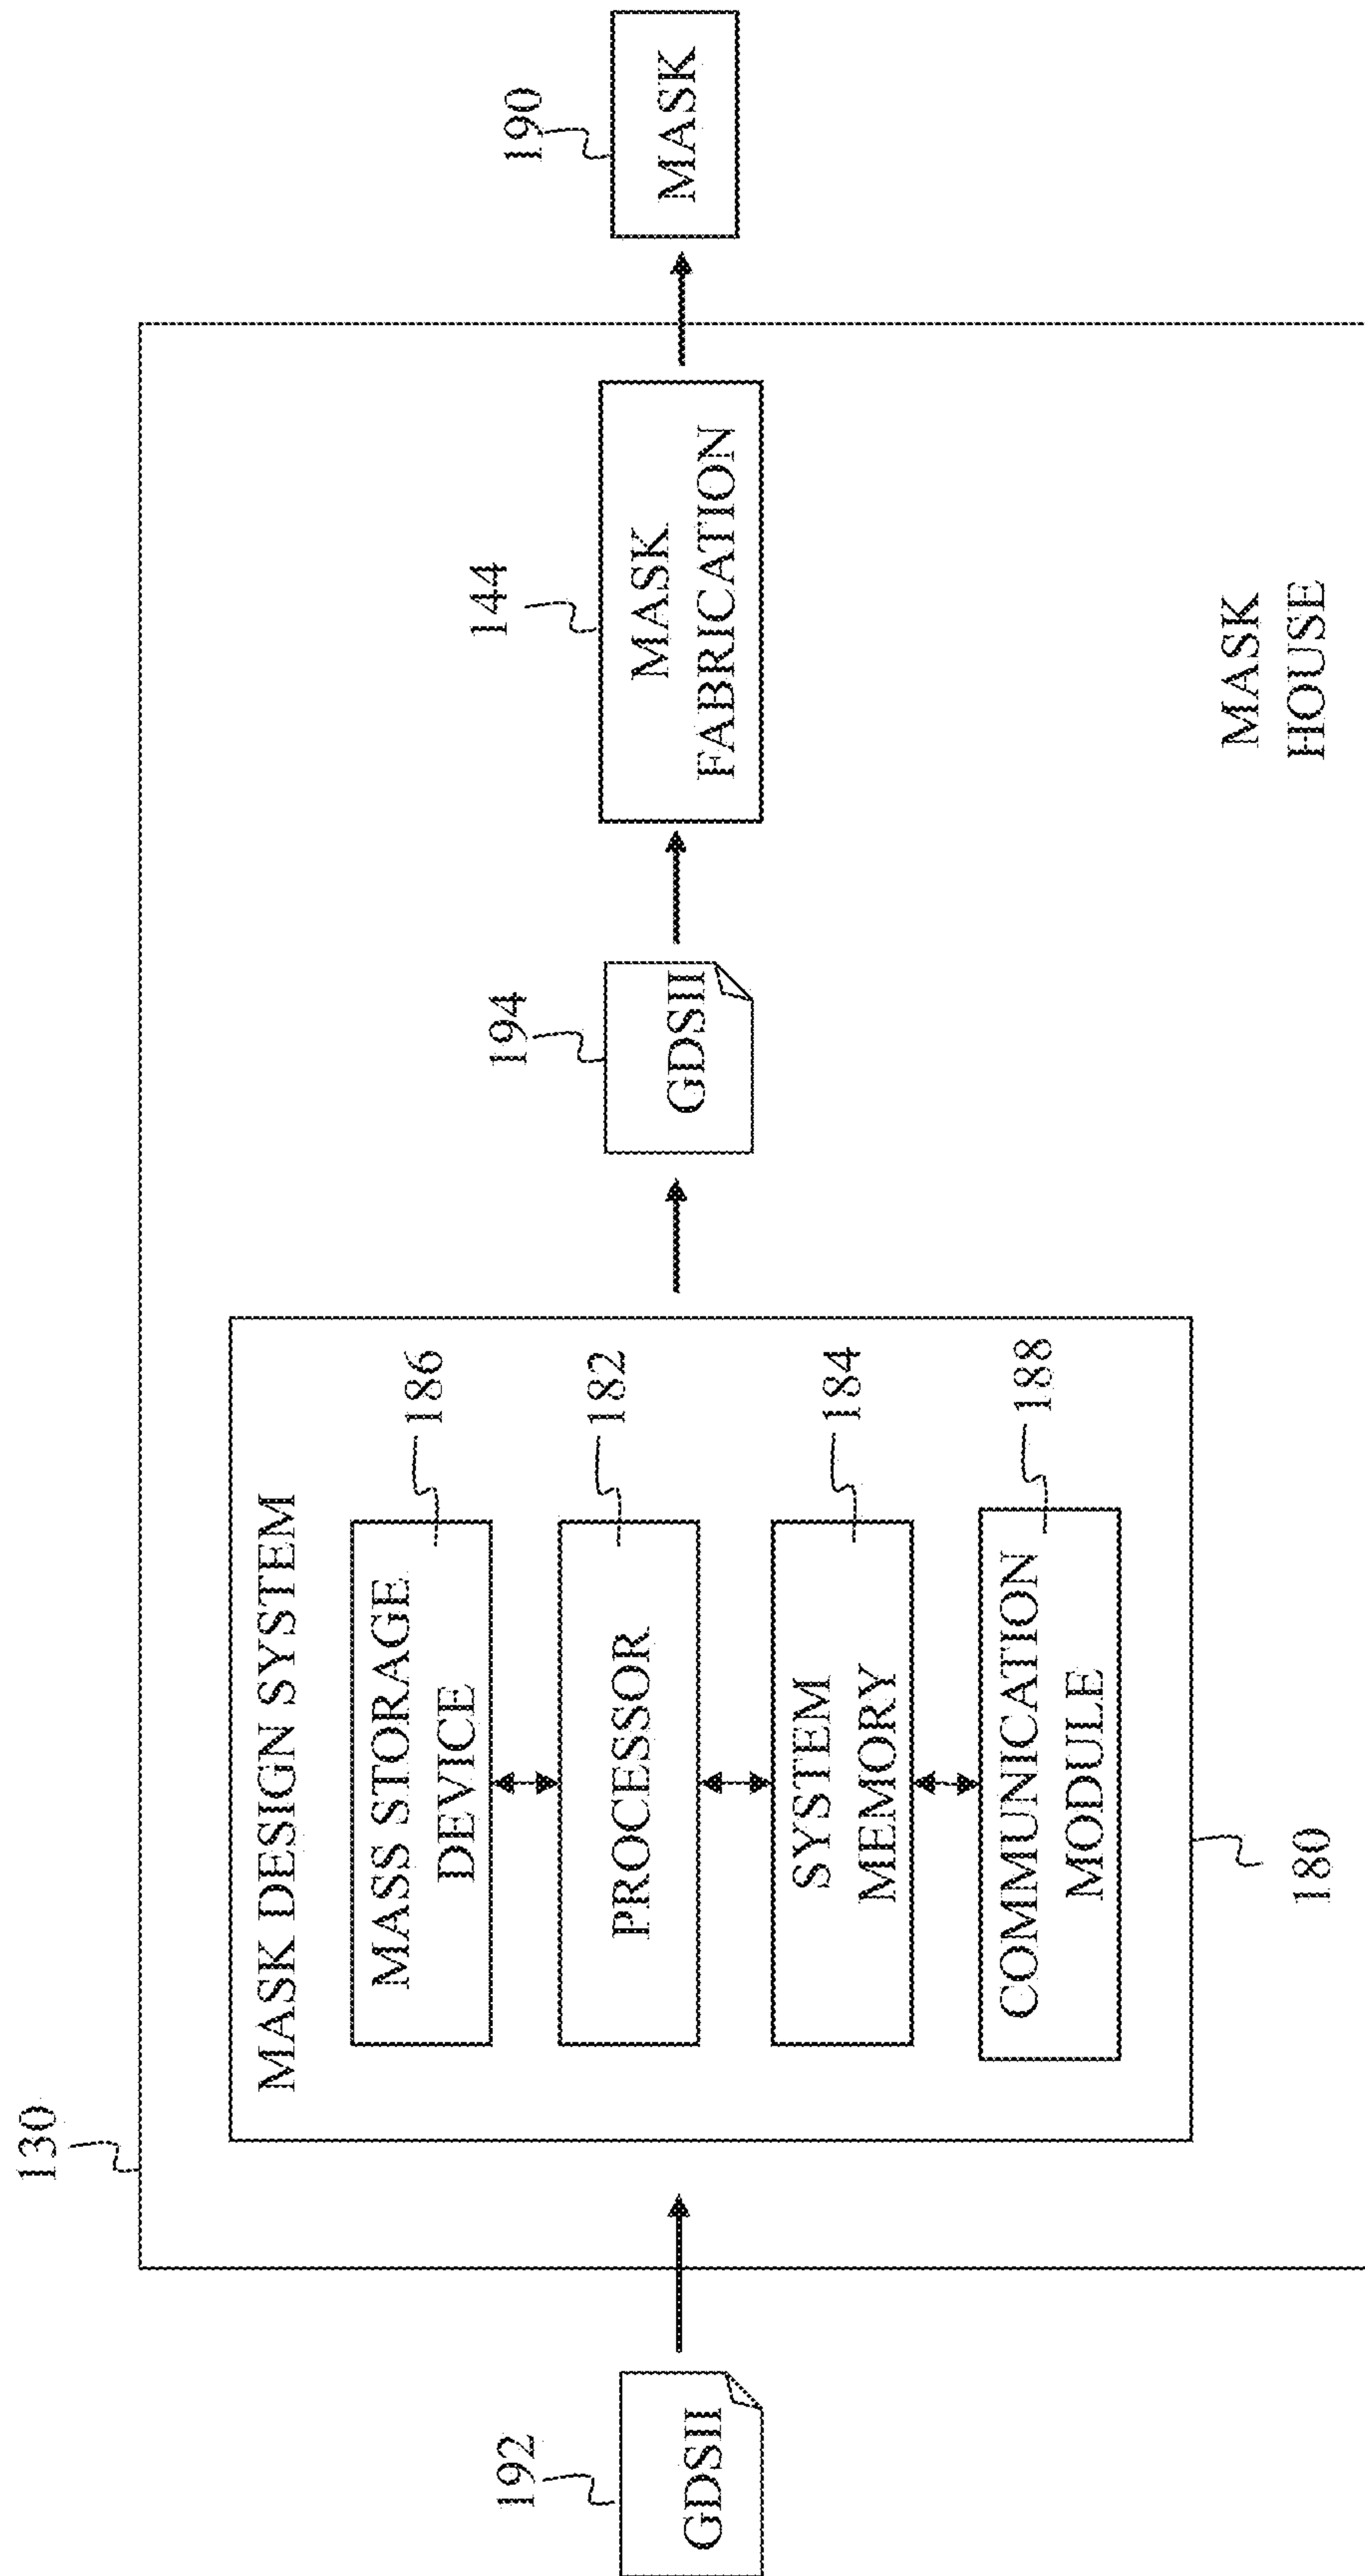 130
MASK DESIGN SYSTEM
MASS STORAGE
DEVICE
186
PROCESSOR
182
SYSTEM
MEMORY
184
COMMUNICATION
MODULE
188
180
192
GDSII
194
GDSII
144
MASK
FABRICATION
190
MASK
MASK
HOUSE